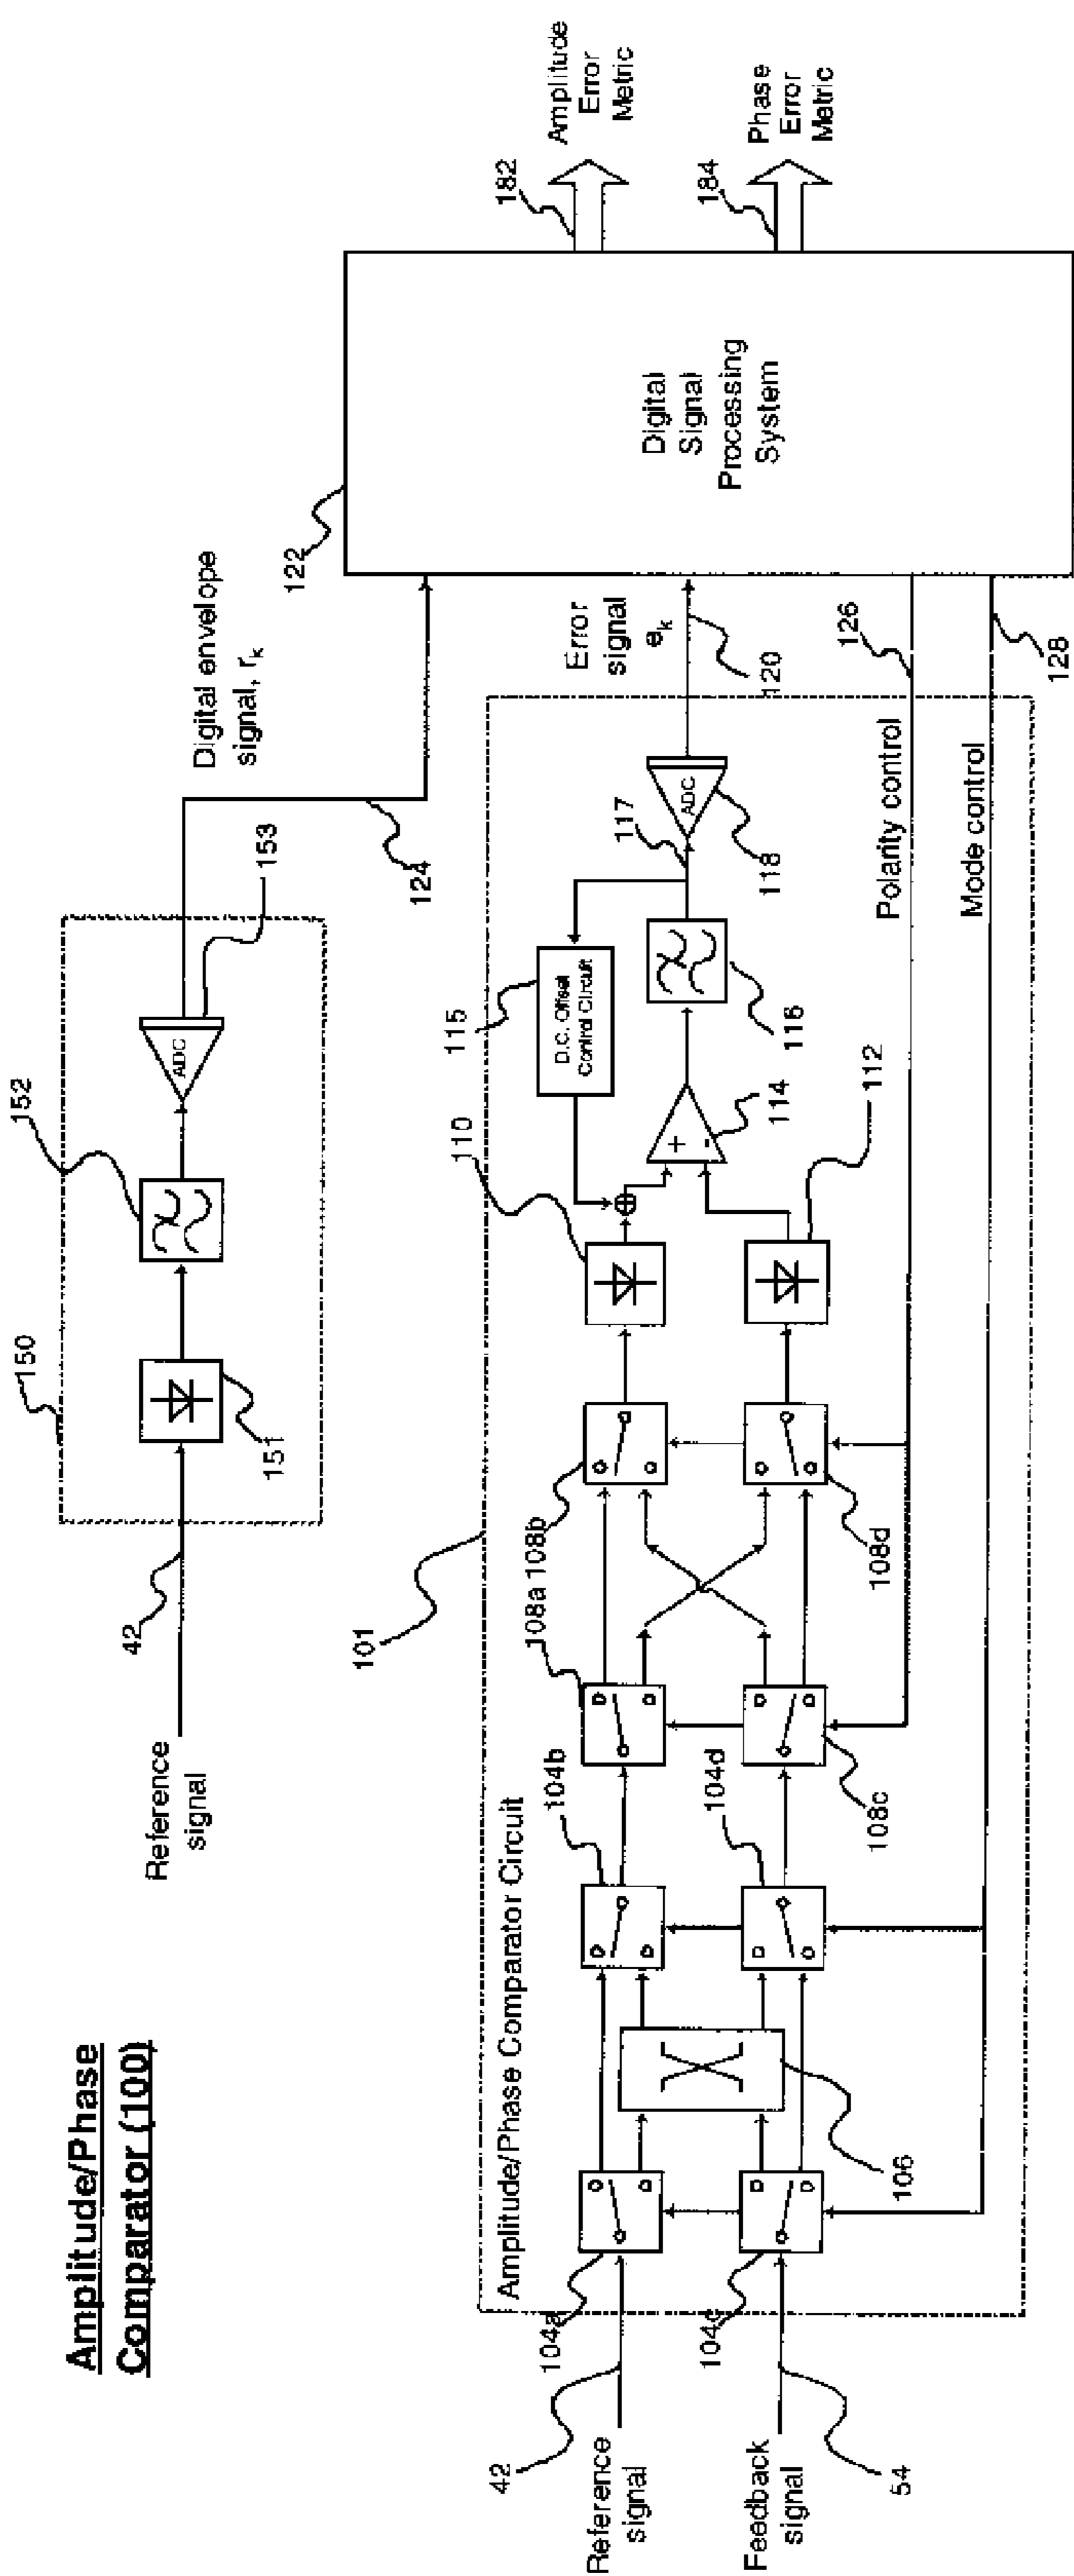 Amplitude/Phase
Comparator (100)
Reference
signal
42
150
151
152
153
ADC
Digital envelope
signal, rk
124
122
Digital
Signal
Processing
System
182
Amplitude
Error
Metric
184
Phase
Error
Metric
101
Amplitude/Phase Comparator Circuit
42
Reference
signal
Feedback
signal
54
104a
104c
106
104b
104d
108a
108b
108c
108d
110
112
+
-
114
115
D.C. Offset
Control Circuit
116
117
ADC
118
Error
signal
ek
120
Polarity control
126
Mode control
128